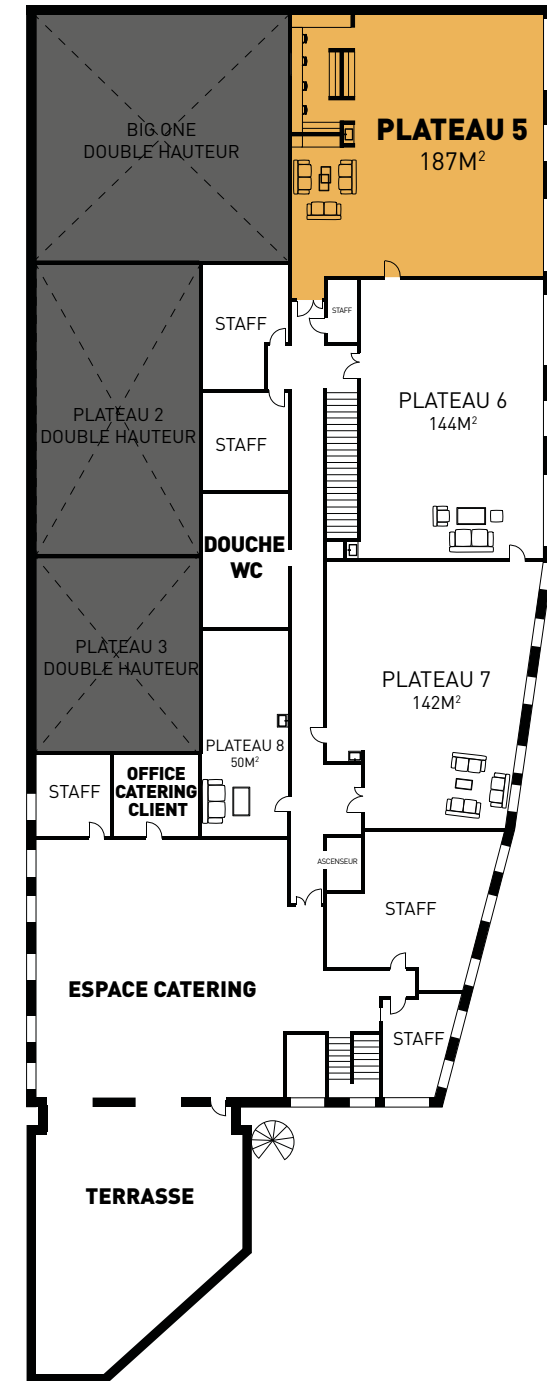 BIG ONE
DOUBLE HAUTEUR
PLATEAU 5
187M²
STAFF
STAFF
PLATEAU 2
DOUBLE HAUTEUR
PLATEAU 6
144M²
STAFF
DOUCHE
WC
PLATEAU 3
DOUBLE HAUTEUR
PLATEAU 7
142M²
PLATEAU 8
50M²
STAFF
OFFICE
CATERING
CLIENT
ASCENSEUR
STAFF
ESPACE CATERING
STAFF
TERRASSE